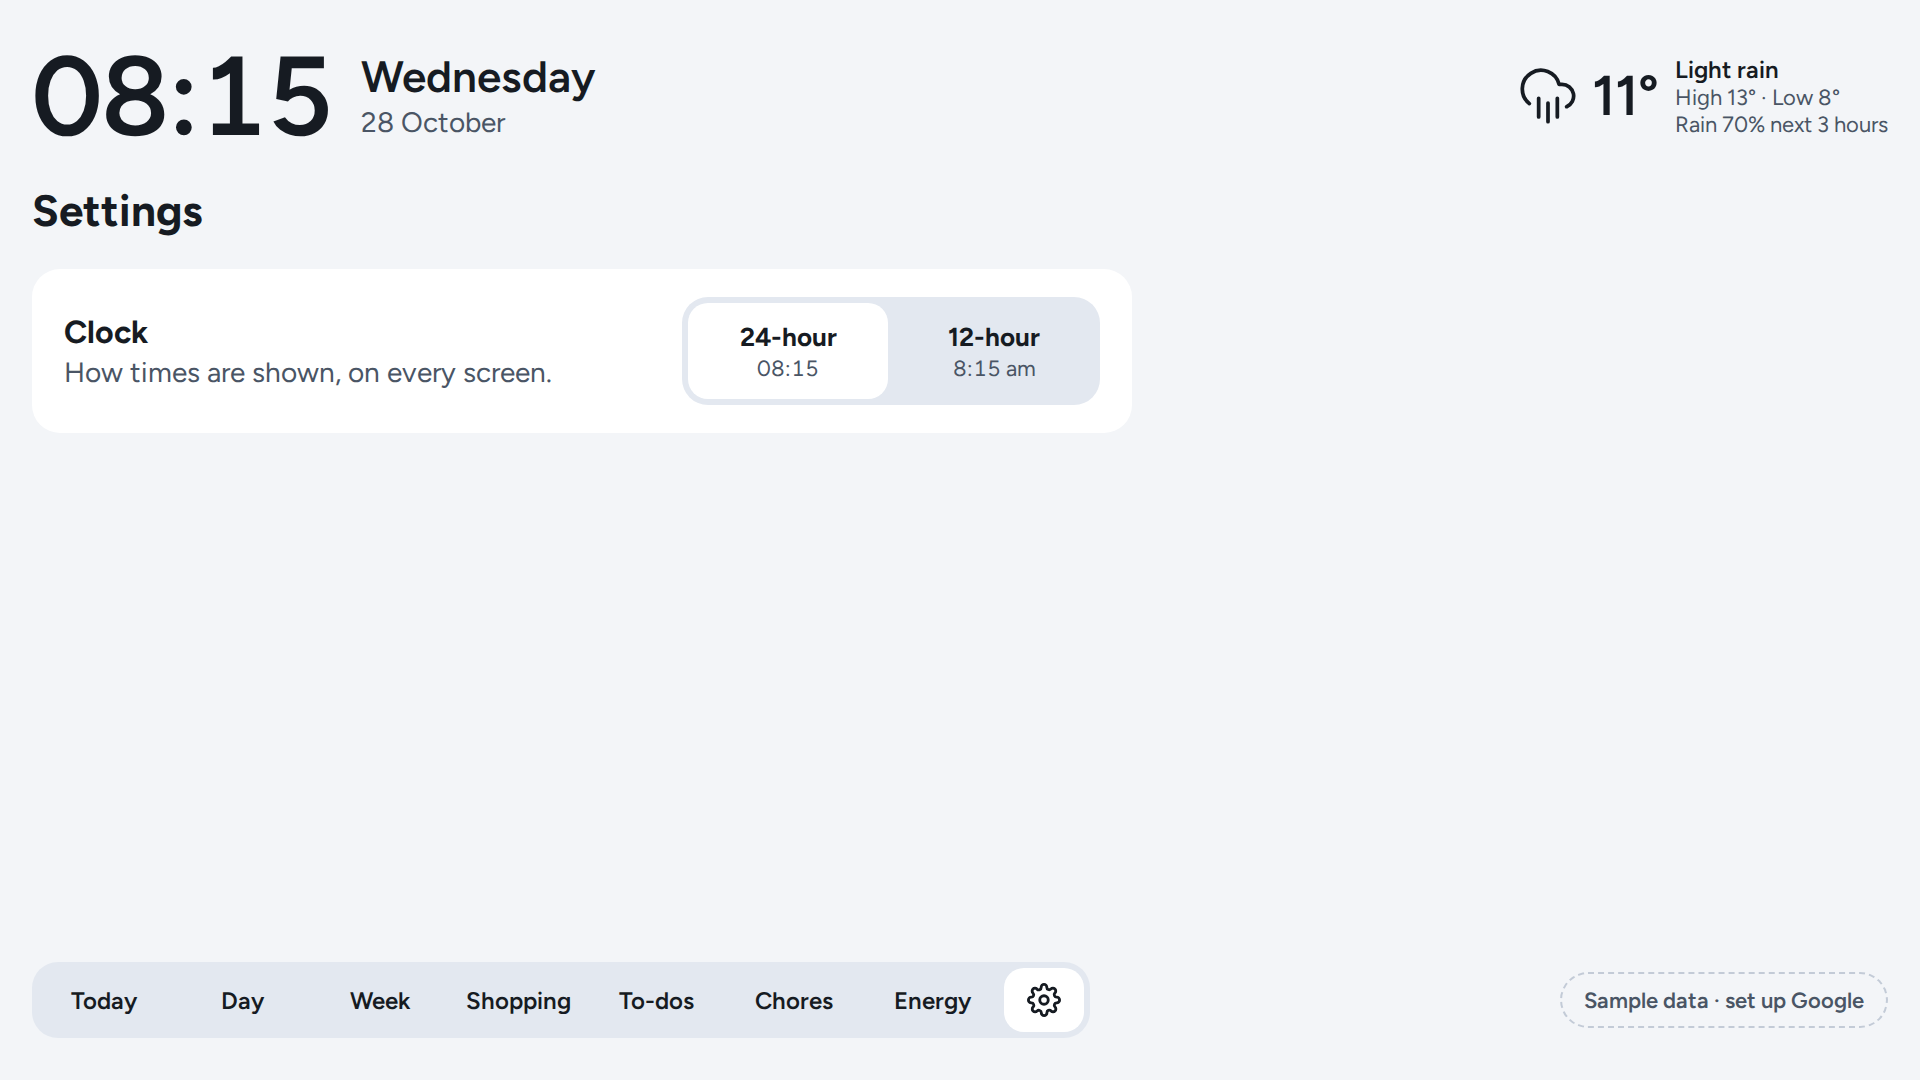 08:15
Wednesday
28 October
11°
Light rain
High 13° · Low 8°
Rain 70% next 3 hours
Settings
Clock
How times are shown, on every screen.
24-hour
08:15
12-hour
8:15 am
Today
Day
Week
Shopping
To-dos
Chores
Energy
Sample data · set up Google